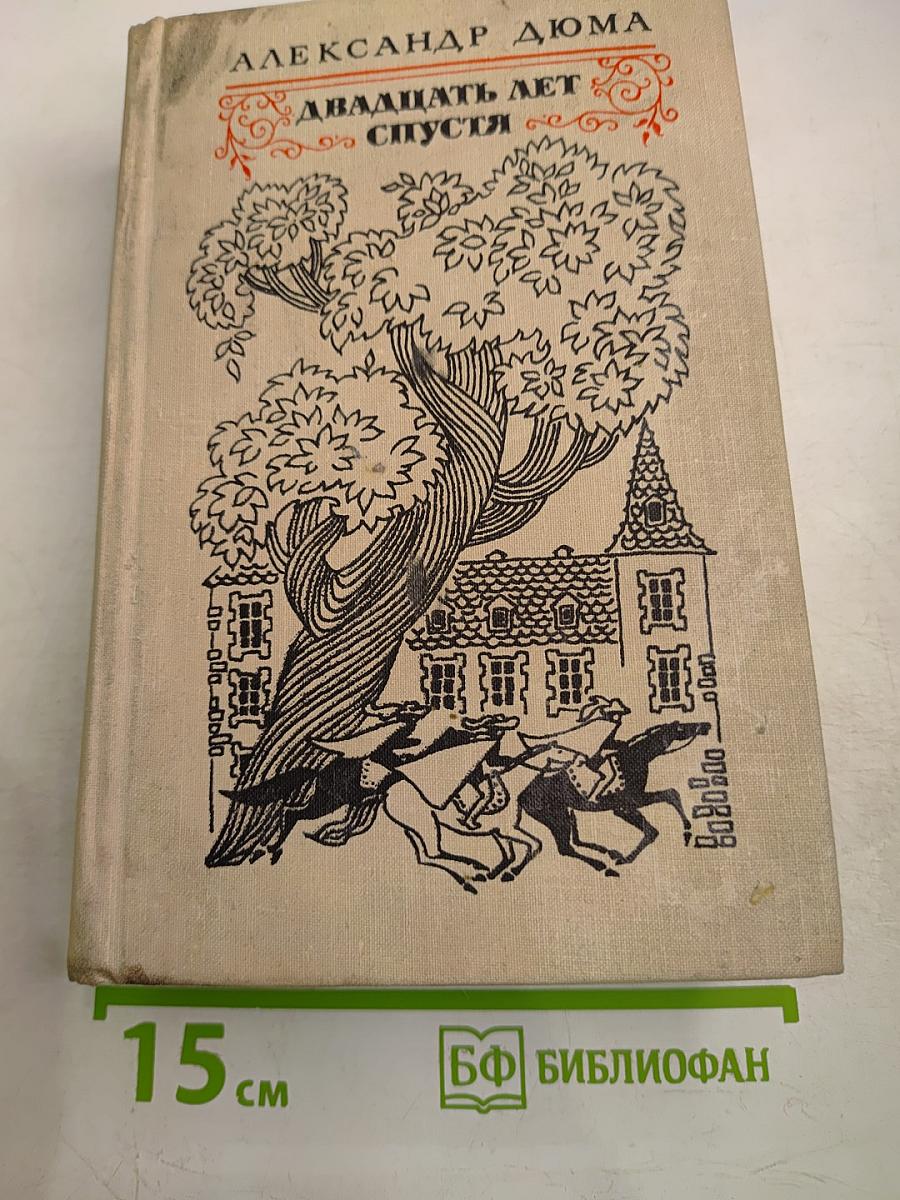 АЛЕКСАНДР ДЮМА
ДВАДЦАТЬ ЛЕТ
СПУСТЯ
15 см
БФ БИБЛИОФАН